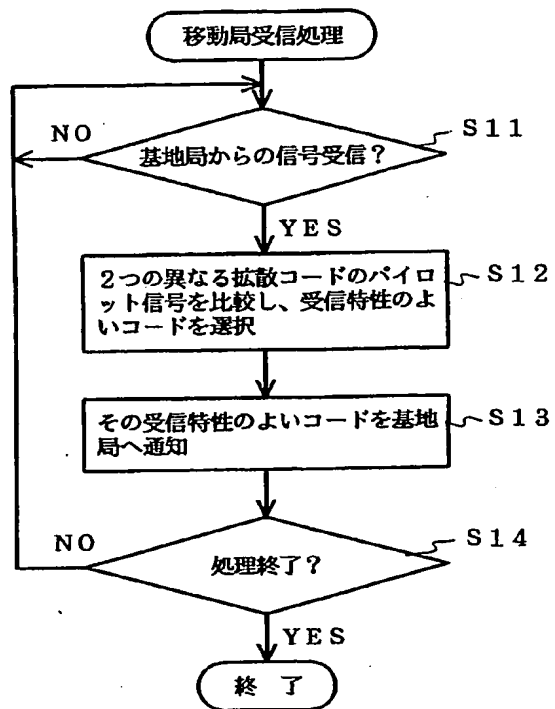 移動局受信処理
NO
S11
基地局からの信号受信？
YES
2つの異なる拡散コードのパイロ
ット信号を比較し、受信特性のよ
いコードを選択
S12
その受信特性のよいコードを基地
局へ通知
S13
NO
S14
処理終了？
YES
終 了